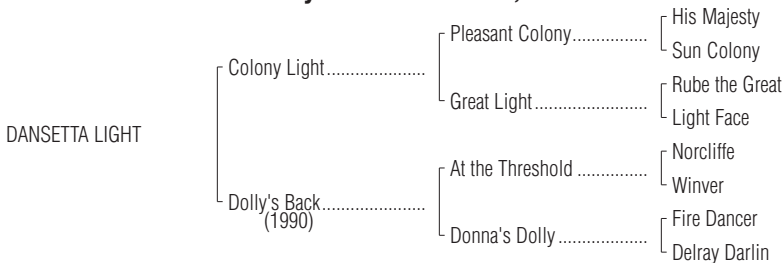 His Majesty
Pleasant Colony..................
Sun Colony
Colony Light.....................
Rube the Great
Great Light...........................
Light Face
DANSETTA LIGHT
Norcliffe
At the Threshold .................
Winver
Dolly's Back........................
(1990)
Fire Dancer
Donna's Dolly .....................
Delray Darlin